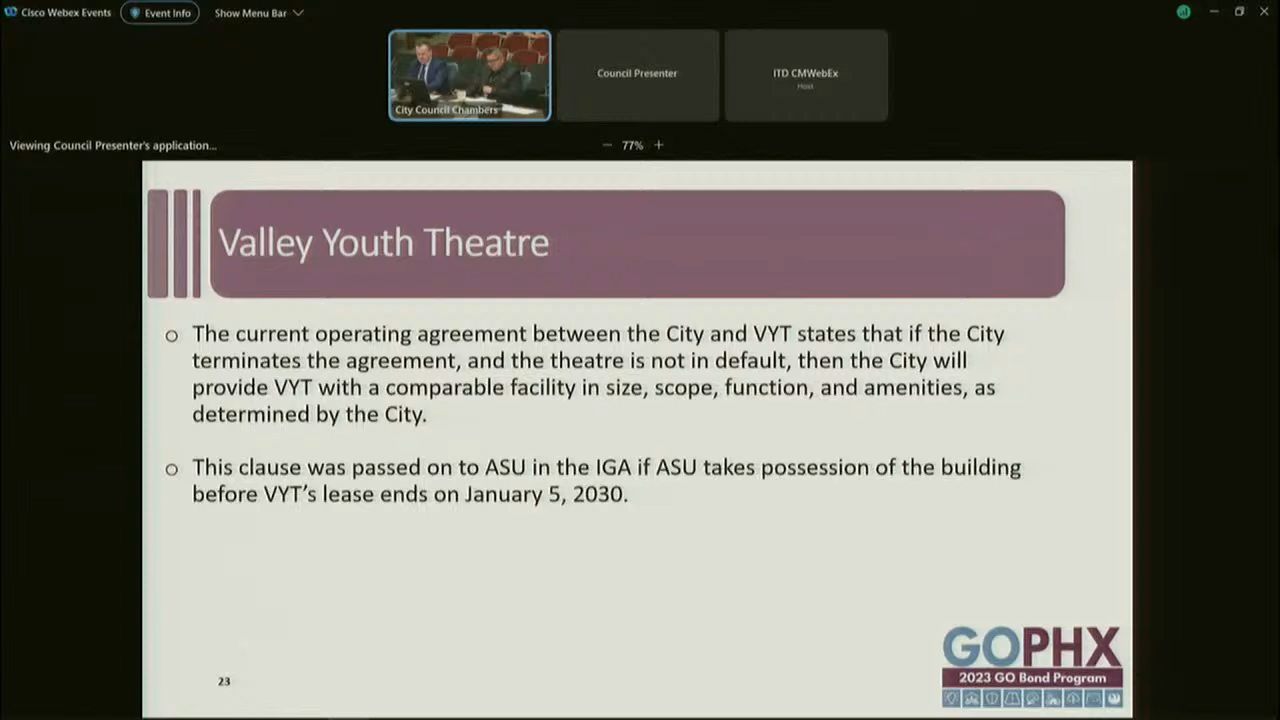 Cisco Webex Events
Event Info
Show Menu Bar
City Council Chambers
Council Presenter
ITD CMWebEx
Host
Viewing Council Presenter's application...
77%
Valley Youth Theatre
The current operating agreement between the City and VYT states that if the City
terminates the agreement, and the theatre is not in default, then the City will
provide VYT with a comparable facility in size, scope, function, and amenities, as
determined by the City.
This clause was passed on to ASU in the IGA if ASU takes possession of the building
before VYT's lease ends on January 5, 2030.
GOPHX
2023 GO Bond Program
23